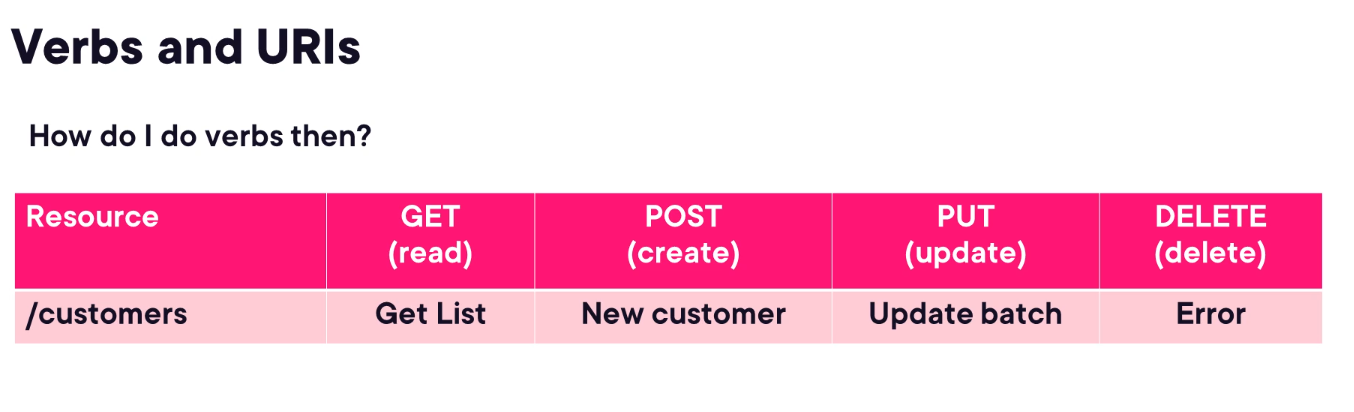 Verbs and URIs
How do I do verbs then?
Resource GET POST PUT DELETE
(read) (create) (update) (delete)
/customers Get List New customer Update batch Error